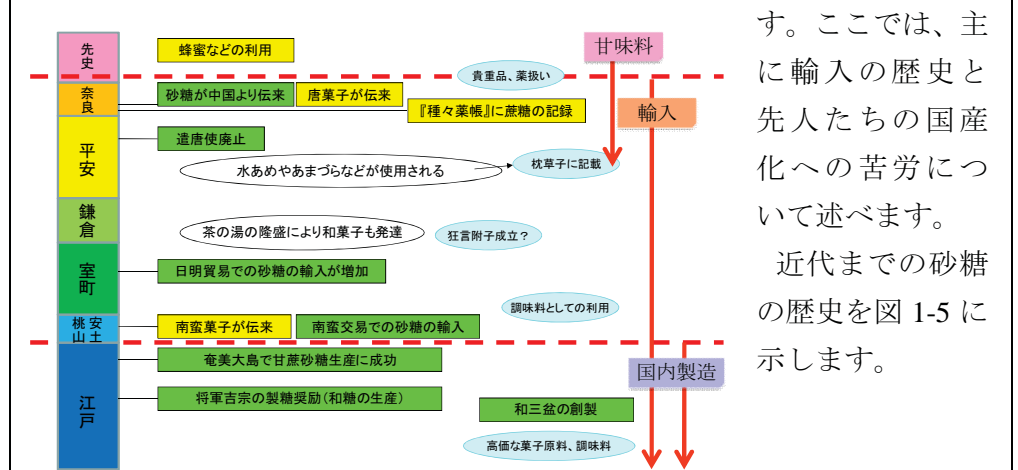 先史
蜂蜜などの利用
甘味料
貴重品、薬扱い
奈良
砂糖が中国より伝来
唐菓子が伝来
『種々薬帳』に蔗糖の記録
輸入
平安
遣唐使廃止
水あめやあまづらなどが使用される
枕草子に記載
鎌倉
茶の湯の隆盛により和菓子も発達
狂言附子成立？
室町
日明貿易での砂糖の輸入が増加
調味料としての利用
安土
桃山
南蛮菓子が伝来
南蛮交易での砂糖の輸入
江戸
奄美大島で甘蔗砂糖生産に成功
国内製造
将軍吉宗の製糖奨励（和糖の生産）
和三盆の創製
高価な菓子原料、調味料
す。ここでは、主
に輸入の歴史と
先人たちの国産
化への苦労につ
いて述べます。
近代までの砂糖
の歴史を図 1-5 に
示します。